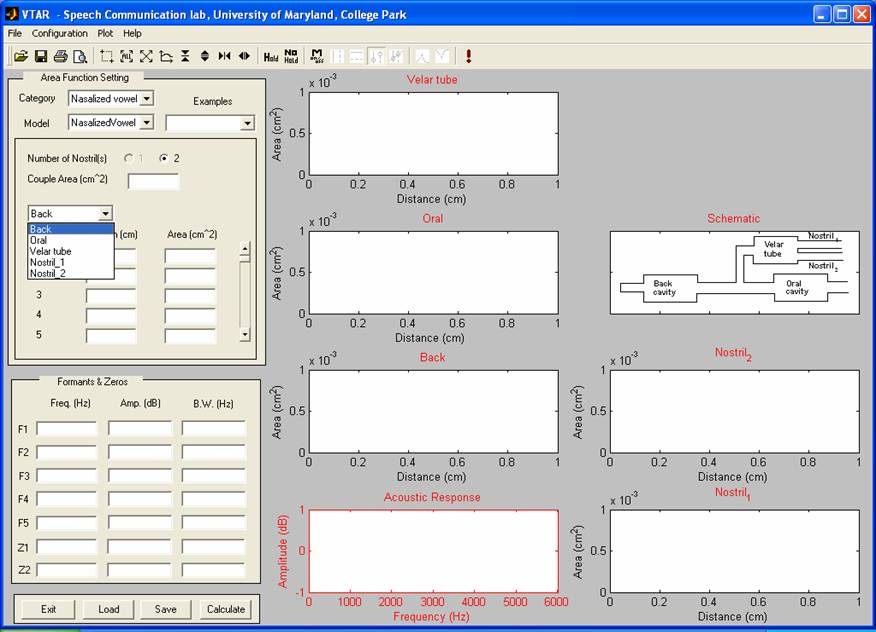 VTAR - Speech Communication lab, University of Maryland, College Park
File Configuration Plot Help
ALL Hold No Hold M
Area Function Setting
Category Nasalized vowel Examples
Model NasalizedVowel
Number of Nostril(s) 1 2
Couple Area (cm^2)
Back
Back
Oral
Velar tube
Nostril_1
Nostril_2
(cm) Area (cm^2)
3
4
5
Formants & Zeros
Freq. (Hz) Amp. (dB) B.W. (Hz)
F1
F2
F3
F4
F5
Z1
Z2
Exit Load Save Calculate
Velar tube
x 10^-3
1
0.5
0
Area (cm^2)
0 0.2 0.4 0.6 0.8 1
Distance (cm)
Oral
x 10^-3
1
0.5
0
Area (cm^2)
0 0.2 0.4 0.6 0.8 1
Distance (cm)
Schematic
Nostril_1
Velar
tube
Nostril_2
Back
cavity
Oral
cavity
Back
x 10^-3
1
0.5
0
Area (cm^2)
0 0.2 0.4 0.6 0.8 1
Distance (cm)
Nostril_2
x 10^-3
1
0.5
0
Area (cm^2)
0 0.2 0.4 0.6 0.8 1
Distance (cm)
Acoustic Response
1
0
-1
Amplitude (dB)
0 1000 2000 3000 4000 5000 6000
Frequency (Hz)
Nostril_1
x 10^-3
1
0.5
0
Area (cm^2)
0 0.2 0.4 0.6 0.8 1
Distance (cm)